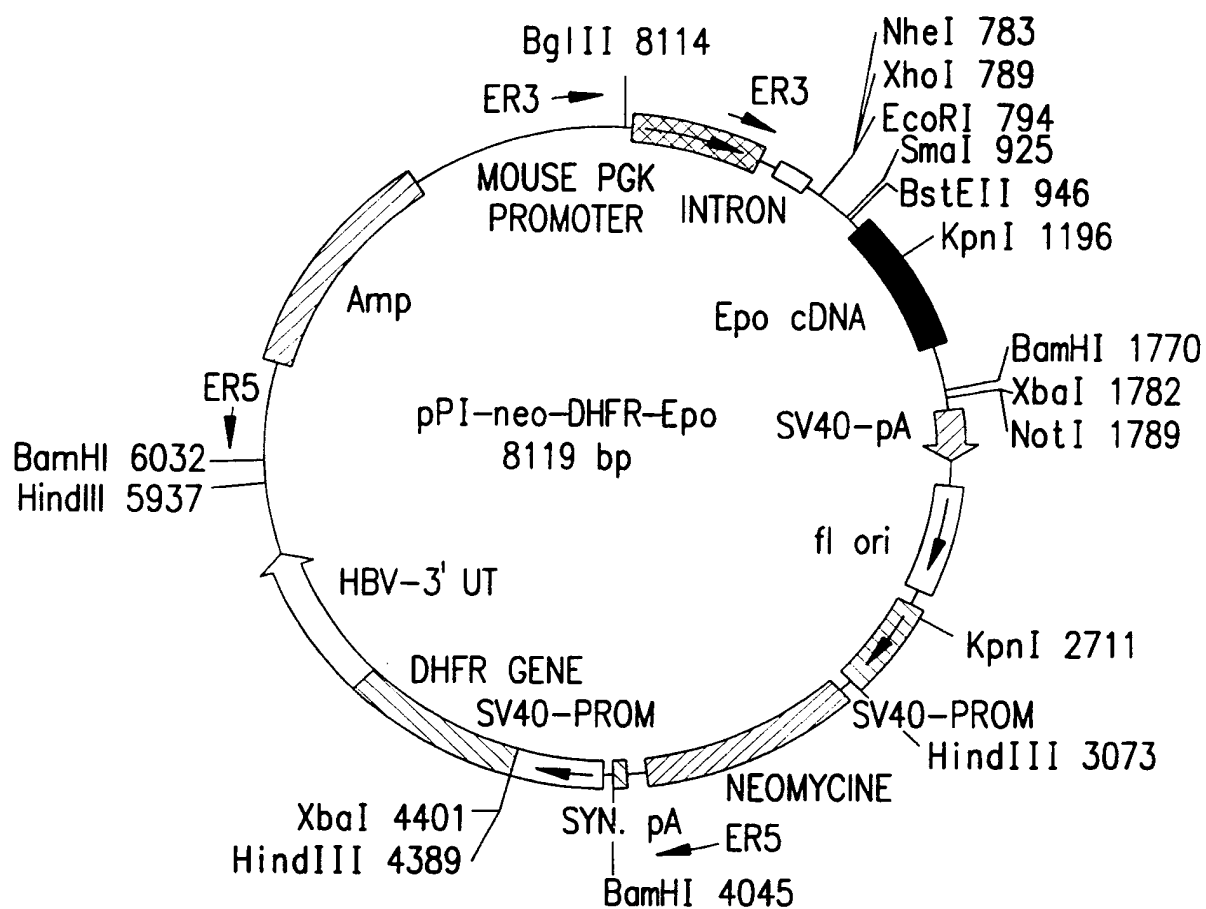 BglII 8114
NheI 783
XhoI 789
EcoRI 794
SmaI 925
BstEII 946
KpnI 1196
ER3
ER3
MOUSE PGK
PROMOTER
INTRON
Amp
Epo cDNA
BamHI 1770
XbaI 1782
NotI 1789
ER5
pPI-neo-DHFR-Epo
8119 bp
SV40-pA
BamHI 6032
HindIII 5937
fI ori
HBV-3' UT
KpnI 2711
DHFR GENE
SV40-PROM
SV40-PROM
HindIII 3073
NEOMYCINE
XbaI 4401
HindIII 4389
SYN. pA
ER5
BamHI 4045